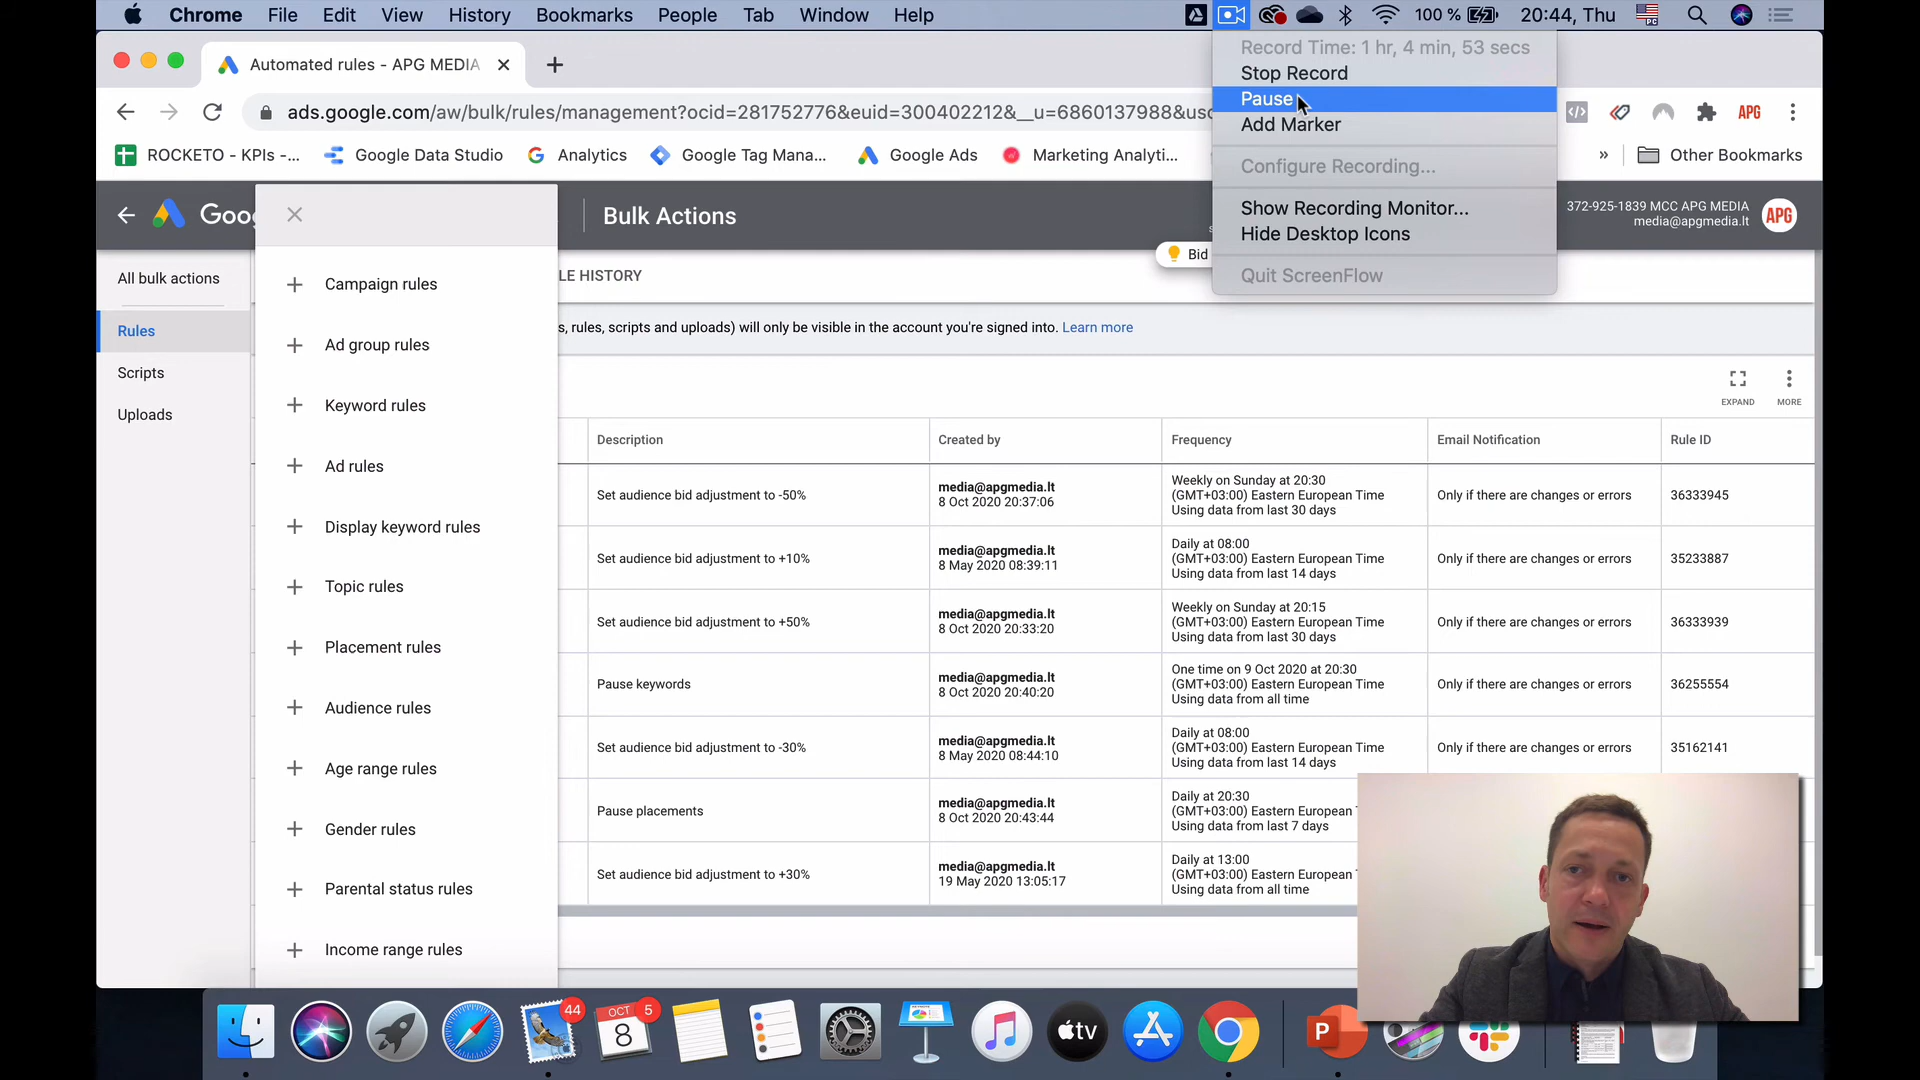 Chrome File Edit View History Bookmarks People Tab Window Help 100 % 20:44, Thu
Record Time: 1 hr, 4 min, 53 secs
Stop Record
Pause
Add Marker
Configure Recording...
Show Recording Monitor...
Hide Desktop Icons
Quit ScreenFlow
Automated rules - APG MEDIA
ads.google.com/aw/bulk/rules/management?ocid=281752776&euid=300402212&__u=6860137988&usc
APG
ROCKETO - KPIs -... Google Data Studio Analytics Google Tag Mana... Google Ads Marketing Analyti... » Other Bookmarks
Goo Bulk Actions
372-925-1839 MCC APG MEDIA
media@apgmedia.lt
APG
Bid
All bulk actions
Rules
Scripts
Uploads
Campaign rules
Ad group rules
Keyword rules
Ad rules
Display keyword rules
Topic rules
Placement rules
Audience rules
Age range rules
Gender rules
Parental status rules
Income range rules
LE HISTORY
s, rules, scripts and uploads) will only be visible in the account you're signed into. Learn more
EXPAND MORE
Description Created by Frequency Email Notification Rule ID
Set audience bid adjustment to -50%
media@apgmedia.lt
8 Oct 2020 20:37:06
Weekly on Sunday at 20:30
(GMT+03:00) Eastern European Time
Using data from last 30 days
Only if there are changes or errors
36333945
Set audience bid adjustment to +10%
media@apgmedia.lt
8 May 2020 08:39:11
Daily at 08:00
(GMT+03:00) Eastern European Time
Using data from last 14 days
Only if there are changes or errors
35233887
Set audience bid adjustment to +50%
media@apgmedia.lt
8 Oct 2020 20:33:20
Weekly on Sunday at 20:15
(GMT+03:00) Eastern European Time
Using data from last 30 days
Only if there are changes or errors
36333939
Pause keywords
media@apgmedia.lt
8 Oct 2020 20:40:20
One time on 9 Oct 2020 at 20:30
(GMT+03:00) Eastern European Time
Using data from all time
Only if there are changes or errors
36255554
Set audience bid adjustment to -30%
media@apgmedia.lt
8 May 2020 08:44:10
Daily at 08:00
(GMT+03:00) Eastern European Time
Using data from last 14 days
Only if there are changes or errors
35162141
Pause placements
media@apgmedia.lt
8 Oct 2020 20:43:44
Daily at 20:30
(GMT+03:00) Eastern European
Using data from last 7 days
Set audience bid adjustment to +30%
media@apgmedia.lt
19 May 2020 13:05:17
Daily at 13:00
(GMT+03:00) Eastern European
Using data from all time
44
OCT
8
5
tv
P